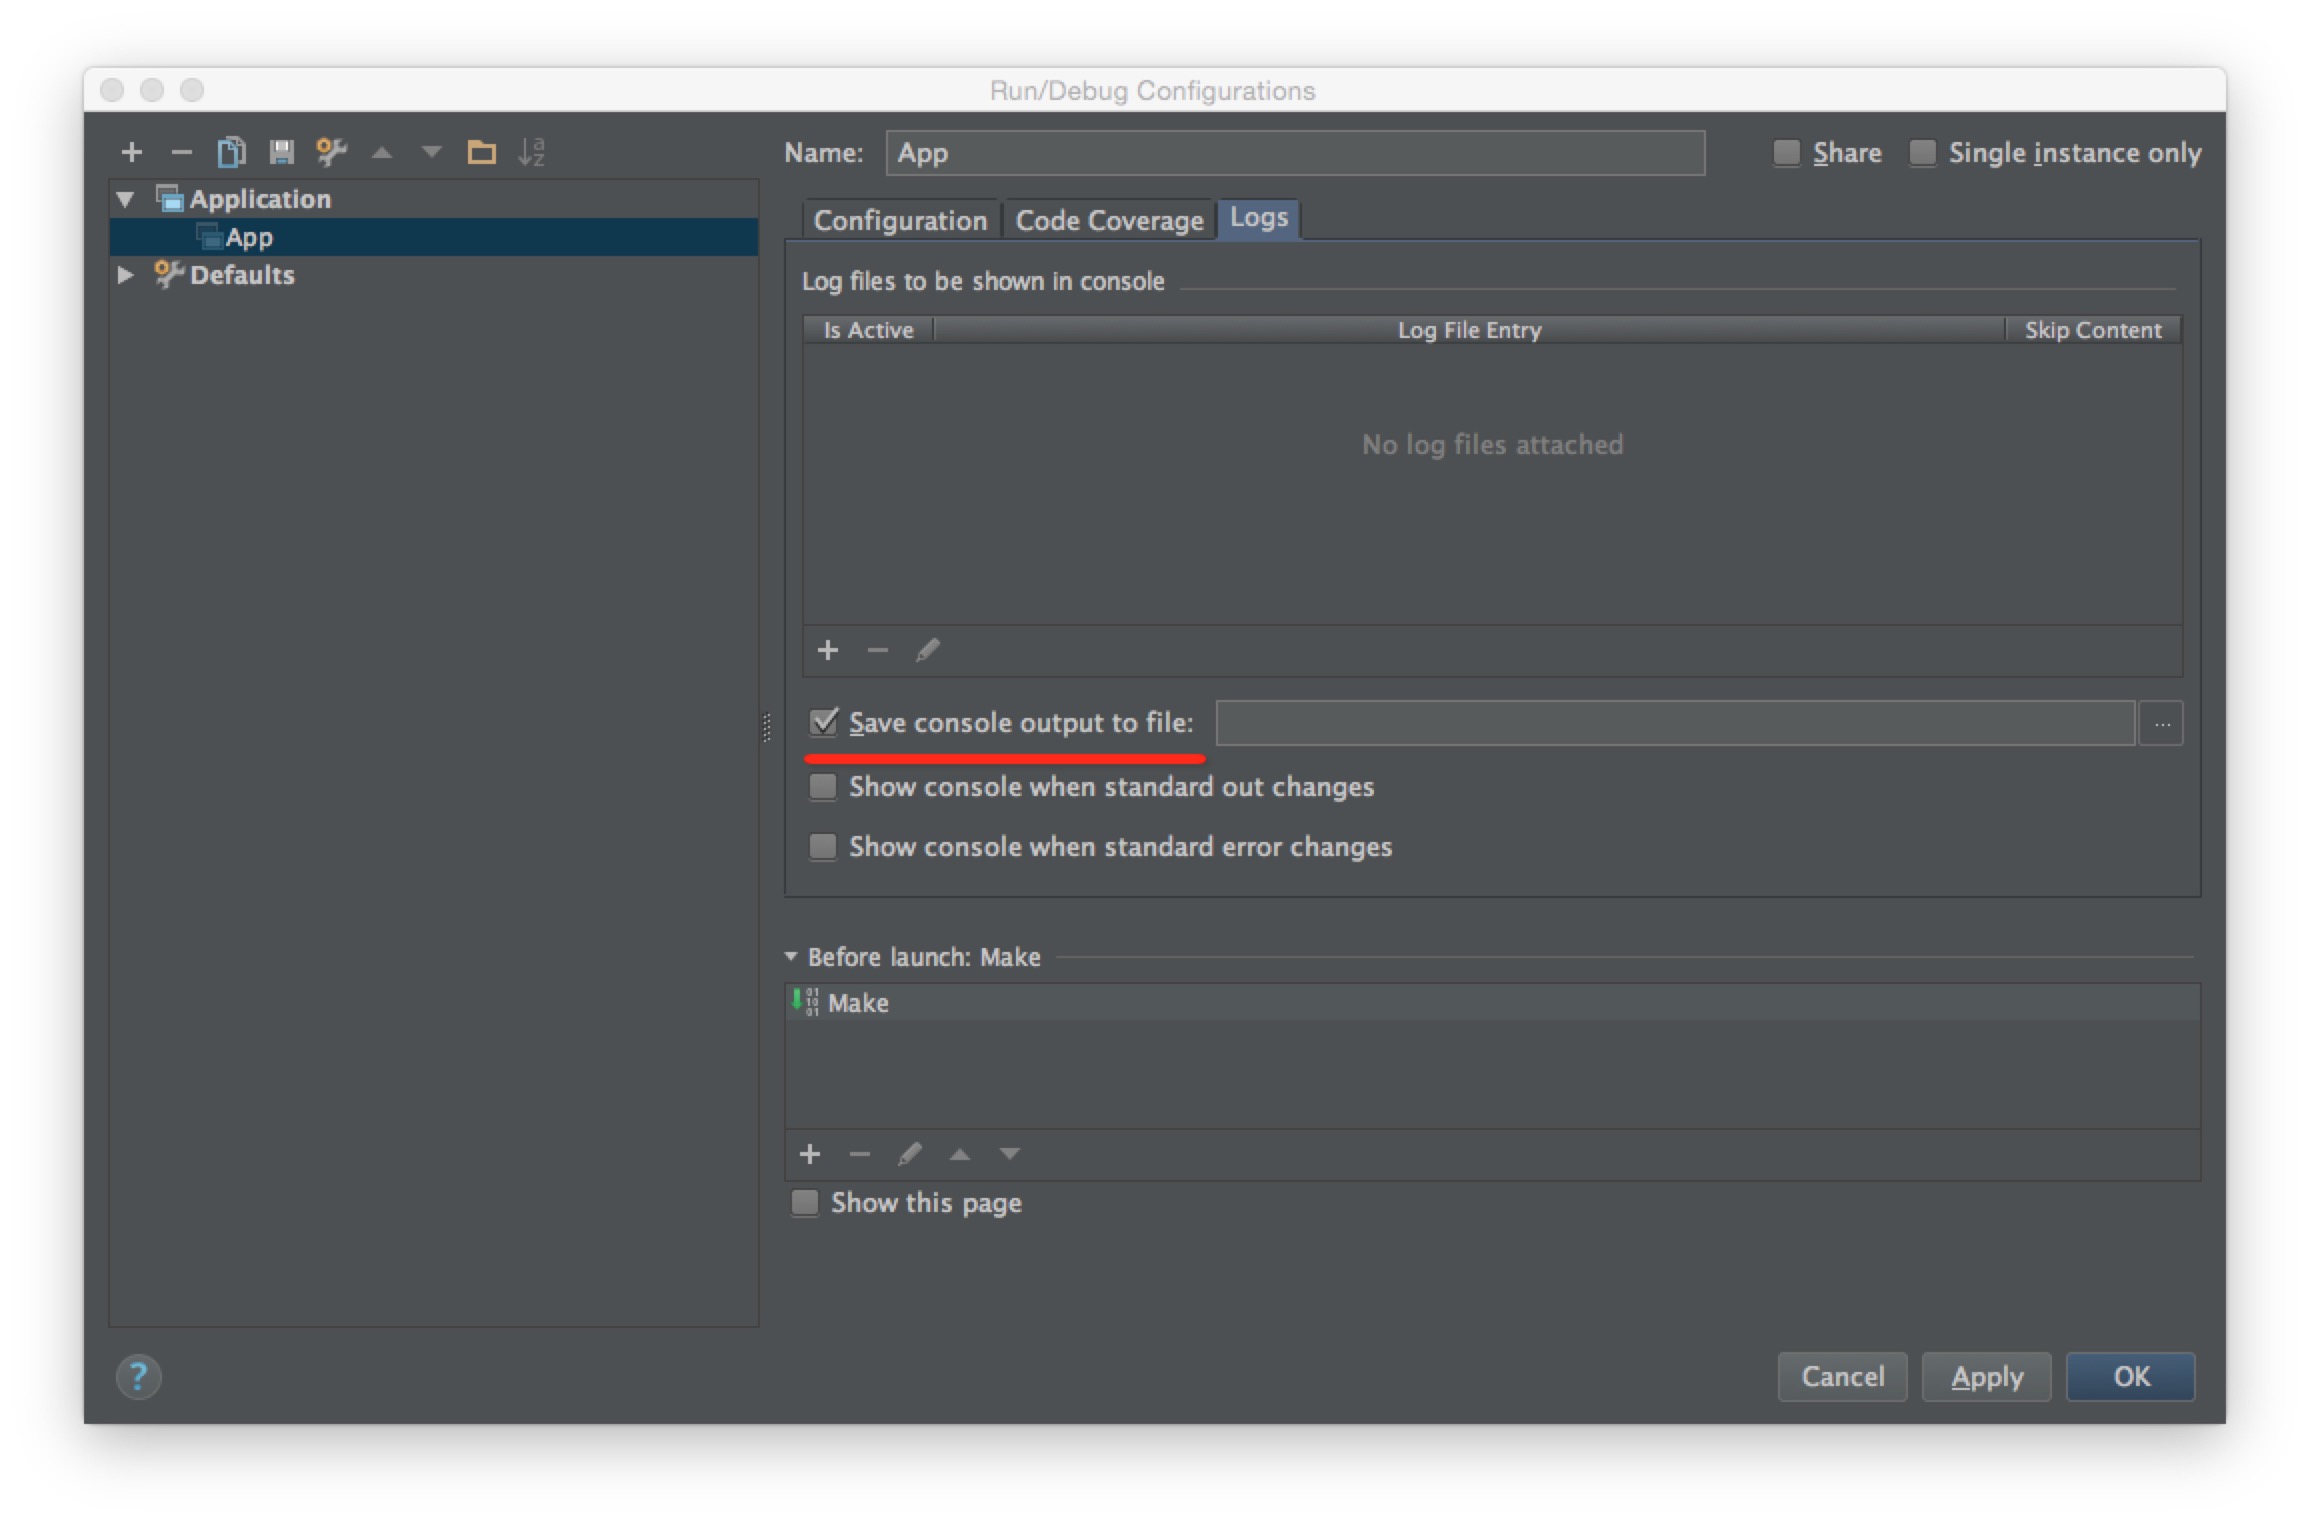 Run/Debug Configurations
Name: App
Share
Single instance only
Application
App
Defaults
Configuration
Code Coverage
Logs
Log files to be shown in console
Is Active
Log File Entry
Skip Content
No log files attached
Save console output to file:
...
Show console when standard out changes
Show console when standard error changes
Before launch: Make
Make
Show this page
?
Cancel
Apply
OK